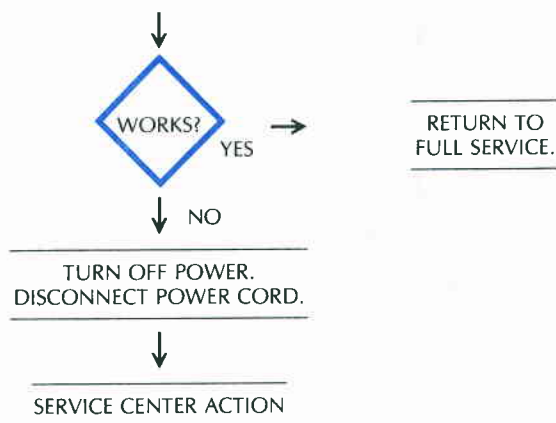 WORKS?
YES
RETURN TO
FULL SERVICE.
NO
TURN OFF POWER.
DISCONNECT POWER CORD.
SERVICE CENTER ACTION